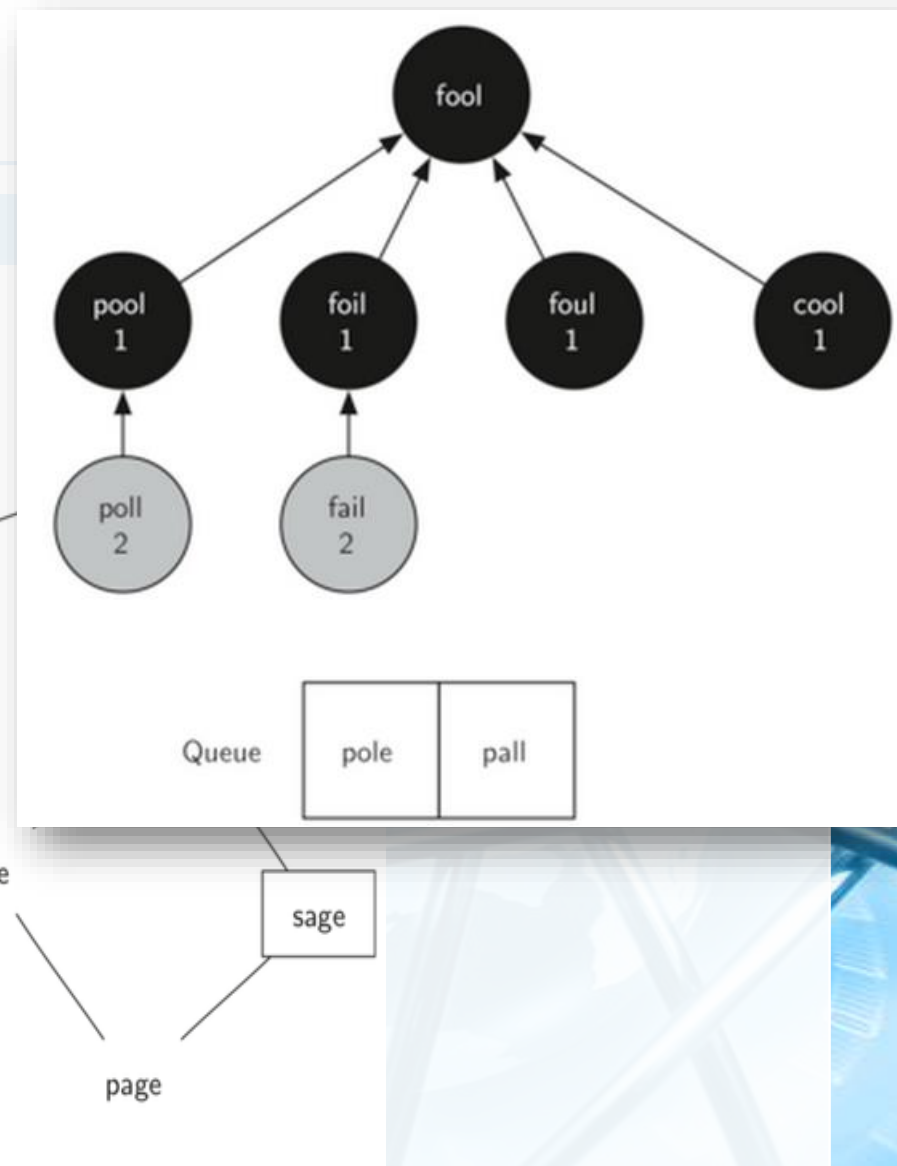 fool
pool foil foul cool
1 1 1 1
poll fail
2 2
Queue pole pall
e
sage
page